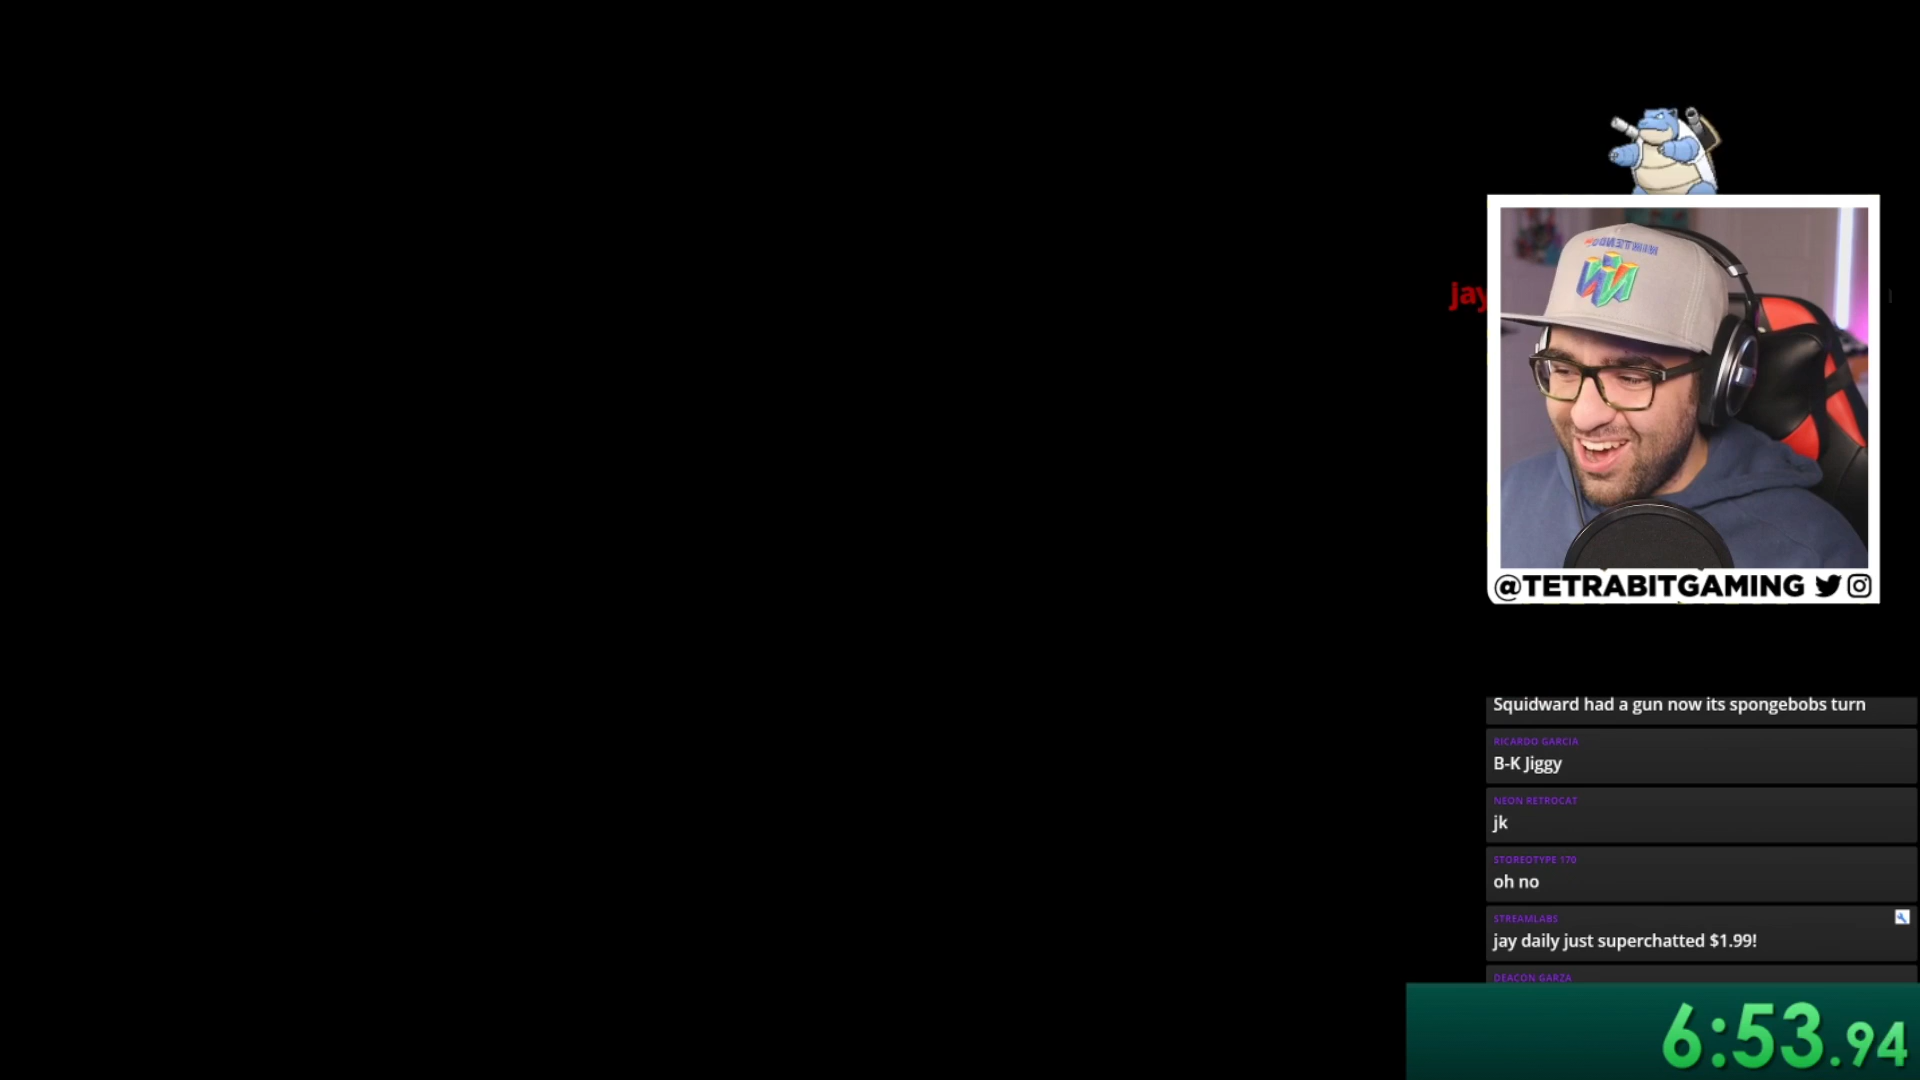 jay
@TETRABITGAMING
Squidward had a gun now its spongebobs turn
RICARDO GARCIA
B-K Jiggy
NEON RETROCAT
jk
STOREOTYPE 170
oh no
STREAMLABS
jay daily just superchatted $1.99!
DEACON GARZA
6:53.94